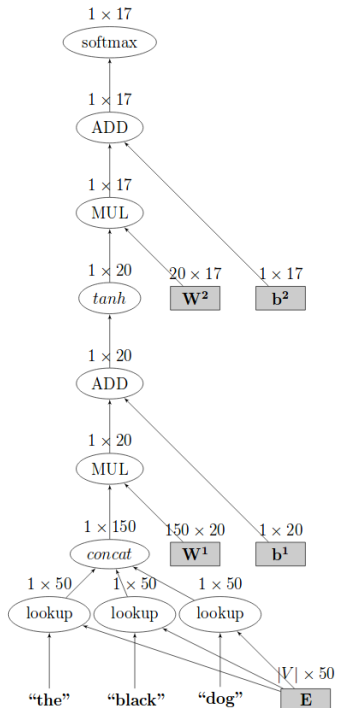 1 × 17
softmax
1 × 17
ADD
1 × 17
MUL
1 × 20
20 × 17
1 × 17
tanh
W²
b²
1 × 20
ADD
1 × 20
MUL
1 × 150
150 × 20
1 × 20
concat
W¹
b¹
1 × 50
1 × 50
1 × 50
lookup
lookup
lookup
|V| × 50
“the”
“black”
“dog”
E